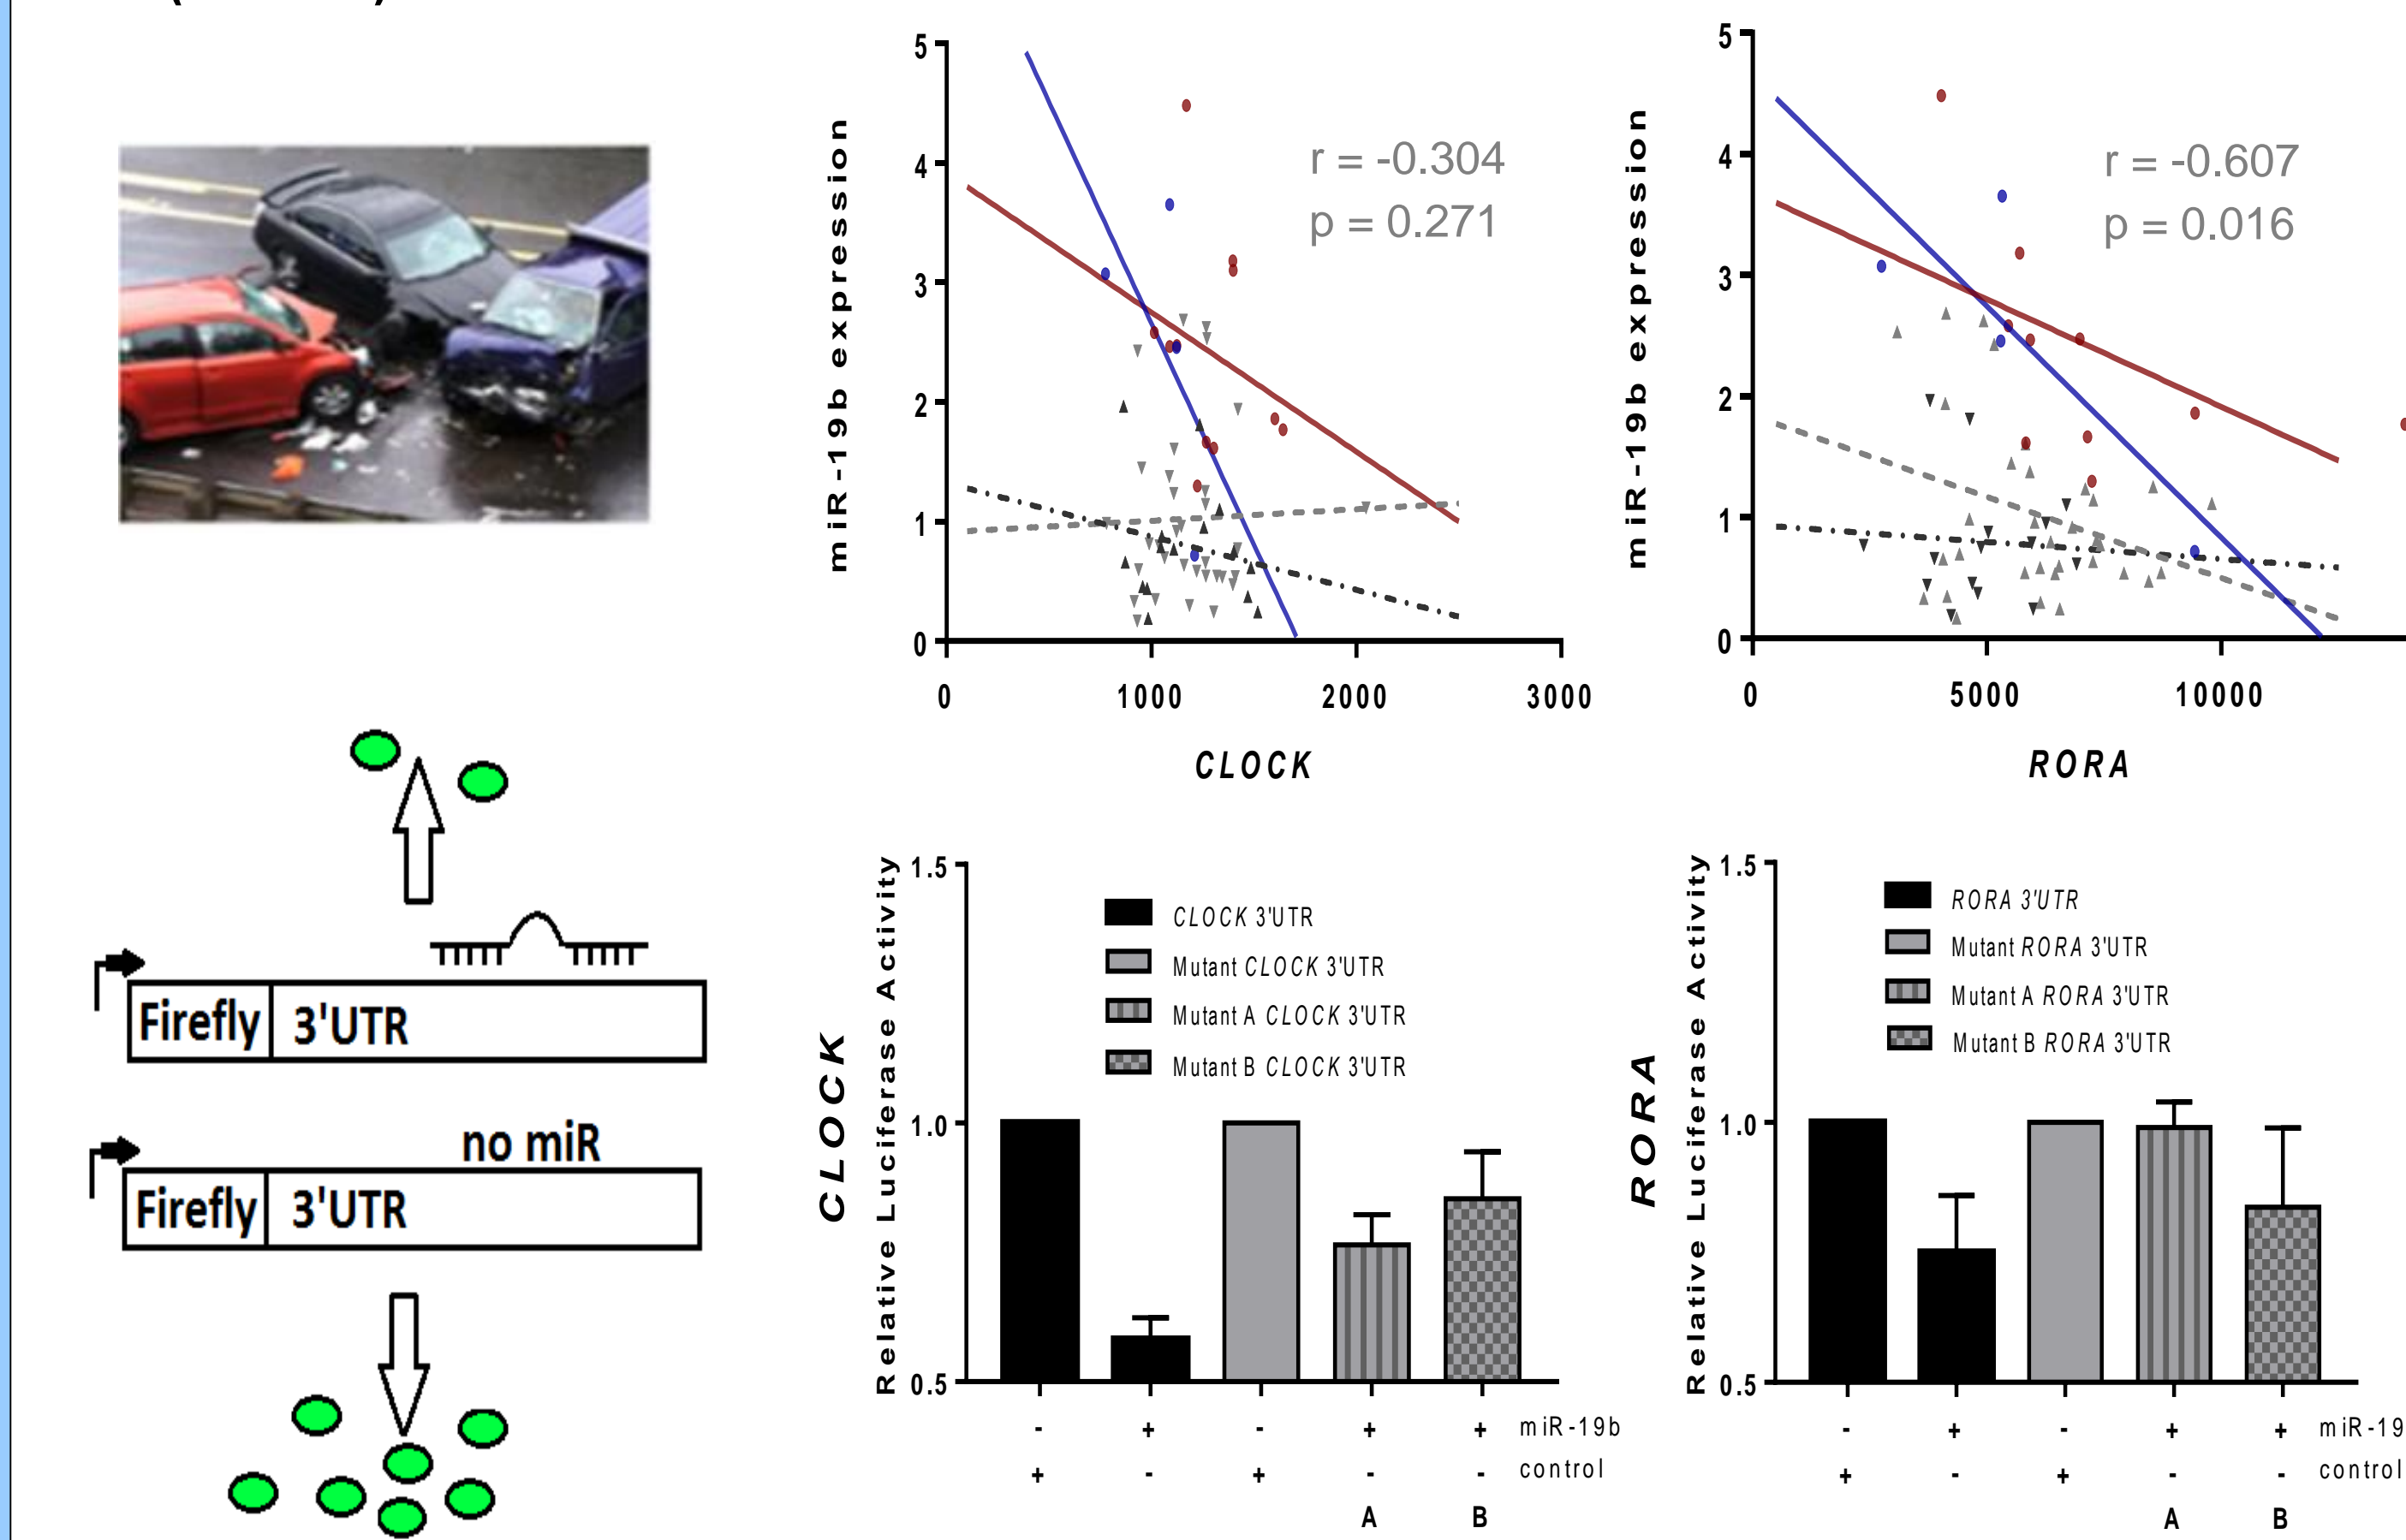 5
4
3
2
1
0
miR-19b expression
r = -0.304
p = 0.271
0
1000
2000
3000
CLOCK
5
4
3
2
1
0
miR-19b expression
r = -0.607
p = 0.016
0
5000
10000
RORA
Firefly
3'UTR
no miR
Firefly
3'UTR
CLOCK
Relative Luciferase Activity
1.5
1.0
0.5
CLOCK 3'UTR
Mutant CLOCK 3'UTR
Mutant A CLOCK 3'UTR
Mutant B CLOCK 3'UTR
- + - + + miR-19b
+ - + - - control
A B
RORA
Relative Luciferase Activity
1.5
1.0
0.5
RORA 3'UTR
Mutant RORA 3'UTR
Mutant A RORA 3'UTR
Mutant B RORA 3'UTR
- + - + + miR-19
+ - + - - control
A B